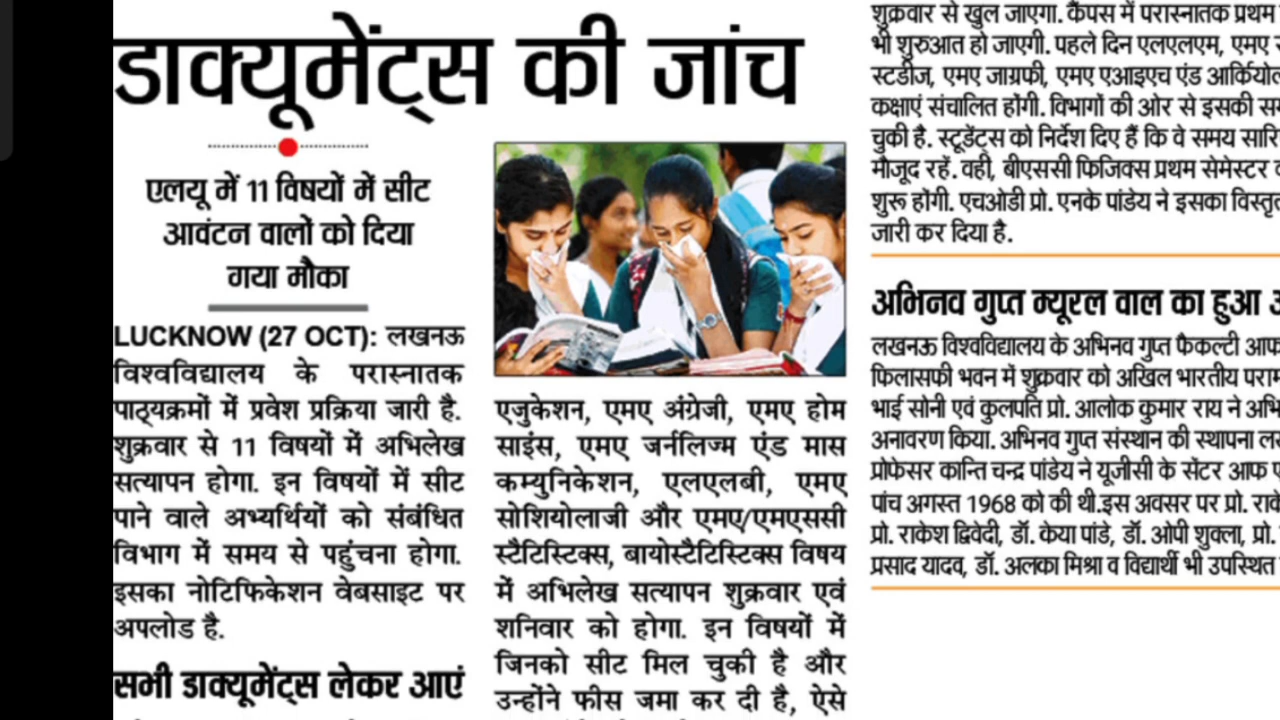 डाक्यूमेंट्स की जांच
एलयू में 11 विषयों में सीट
आवंटन वालों को दिया
गया मौका
LUCKNOW (27 OCT): लखनऊ
विश्वविद्यालय के परास्नातक
पाठ्यक्रमों में प्रवेश प्रक्रिया जारी है.
शुक्रवार से 11 विषयों में अभिलेख
सत्यापन होगा. इन विषयों में सीट
पाने वाले अभ्यर्थियों को संबंधित
विभाग में समय से पहुंचना होगा.
इसका नोटिफिकेशन वेबसाइट पर
अपलोड है.
सभी डाक्यूमेंट्स लेकर आएं
एजुकेशन, एमए अंग्रेजी, एमए होम
साइंस, एमए जर्नलिज्म एंड मास
कम्युनिकेशन, एलएलबी, एमए
सोशियोलाजी और एमए/एमएससी
स्टैटिस्टिक्स, बायोस्टैटिस्टिक्स विषय
में अभिलेख सत्यापन शुक्रवार एवं
शनिवार को होगा. इन विषयों में
जिनको सीट मिल चुकी है और
उन्होंने फीस जमा कर दी है, ऐसे
शुक्रवार से खुल जाएगा. कैंपस में परास्नातक प्रथम
भी शुरुआत हो जाएगी. पहले दिन एलएलएम, एमए
स्टडीज, एमए जाग्रफी, एमए एआइएच एंड
कक्षाएं संचालित होंगी. विभागों की ओर से इसकी
चुकी है. स्टूडेंट्स को निर्देश दिए हैं कि वे समय
मौजूद रहें. वही, बीएससी फिजिक्स प्रथम सेमेस्टर
शुरू होंगी. एचओडी प्रो. एनके पांडेय ने इसका
जारी कर दिया है.
अभिनव गुप्त म्यूरल वाल का हुआ
लखनऊ विश्वविद्यालय के अभिनव गुप्त फैकल्टी आफ
फिलासफी भवन में शुक्रवार को अखिल भारतीय
भाई सोनी एवं कुलपति प्रो. आलोक कुमार राय ने
अनावरण किया. अभिनव गुप्त संस्थान की स्थापना
प्रोफेसर कान्ति चन्द्र पांडेय ने यूजीसी के सेंटर आफ
पांच अगस्त 1968 को की थी.इस अवसर पर प्रो.
प्रो. राकेश द्विवेदी, डॉ. केया पांडे, डॉ. ओपी शुक्ला, प्रो.
प्रसाद यादव, डॉ. अलका मिश्रा व विद्यार्थी भी उपस्थित